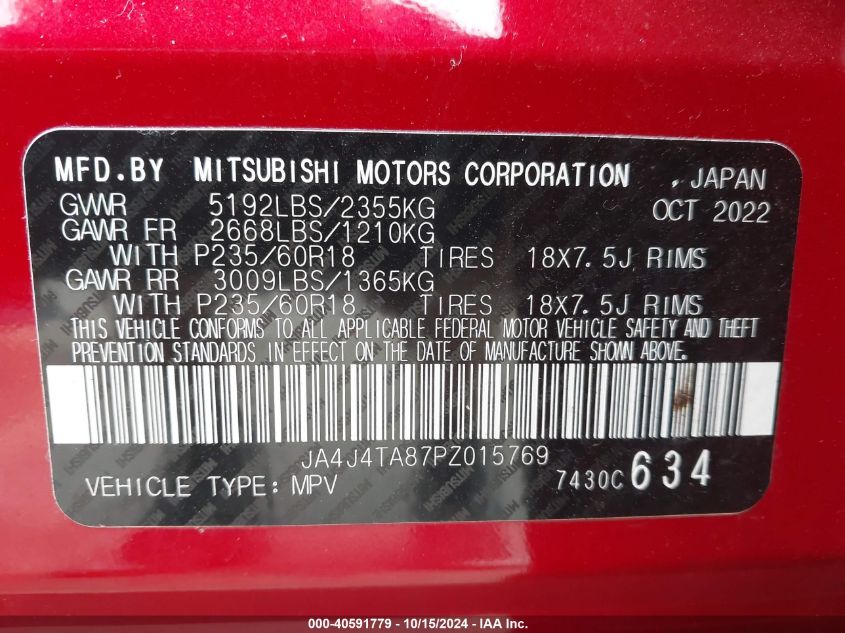 MFD.BY MITSUBISHI MOTORS CORPORATION , JAPAN
GVWR 5192LBS/2355KG OCT 2022
GAWR FR 2668LBS/1210KG
WITH P235/60R18 TIRES 18X7.5J RIMS
GAWR RR 3009LBS/1365KG
WITH P235/60R18 TIRES 18X7.5J RIMS
THIS VEHICLE CONFORMS TO ALL APPLICABLE FEDERAL MOTOR VEHICLE SAFETY AND THEFT
PREVENTION STANDARDS IN EFFECT ON THE DATE OF MANUFACTURE SHOWN ABOVE.
JA4J4TA87PZ015769
VEHICLE TYPE: MPV 7430C 634
000-40591779 - 10/15/2024 - IAA Inc.